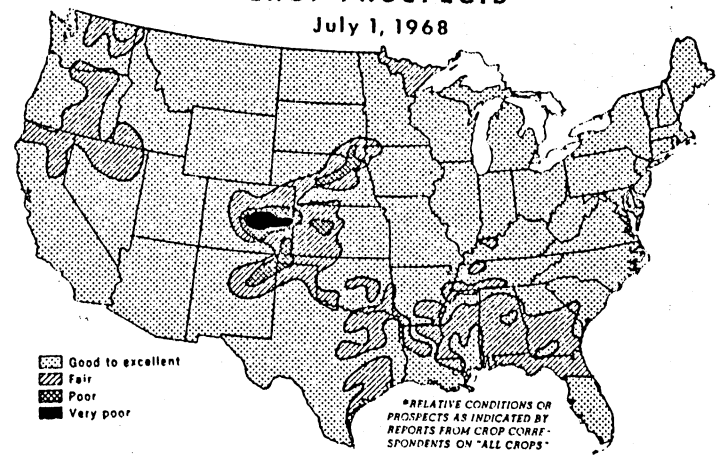 July 1, 1968
Good to excellent
Fair
Poor
Very poor
*RELATIVE CONDITIONS OR
PROSPECTS AS INDICATED BY
REPORTS FROM CROP CORRE-
SPONDENTS ON "ALL CROPS"